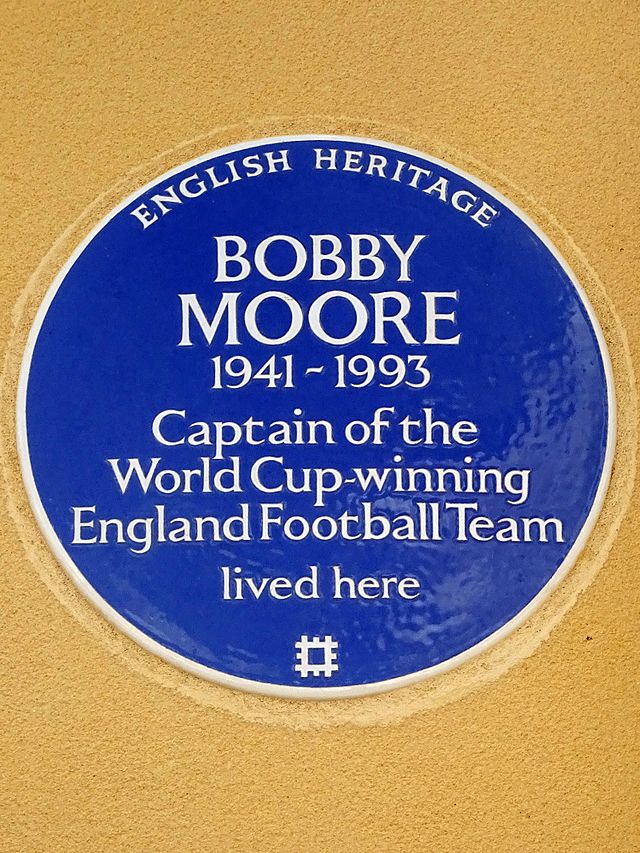 ENGLISH HERITAGE
BOBBY
MOORE
1941 ~ 1993
Captain of the
World Cup-winning
England Football Team
lived here